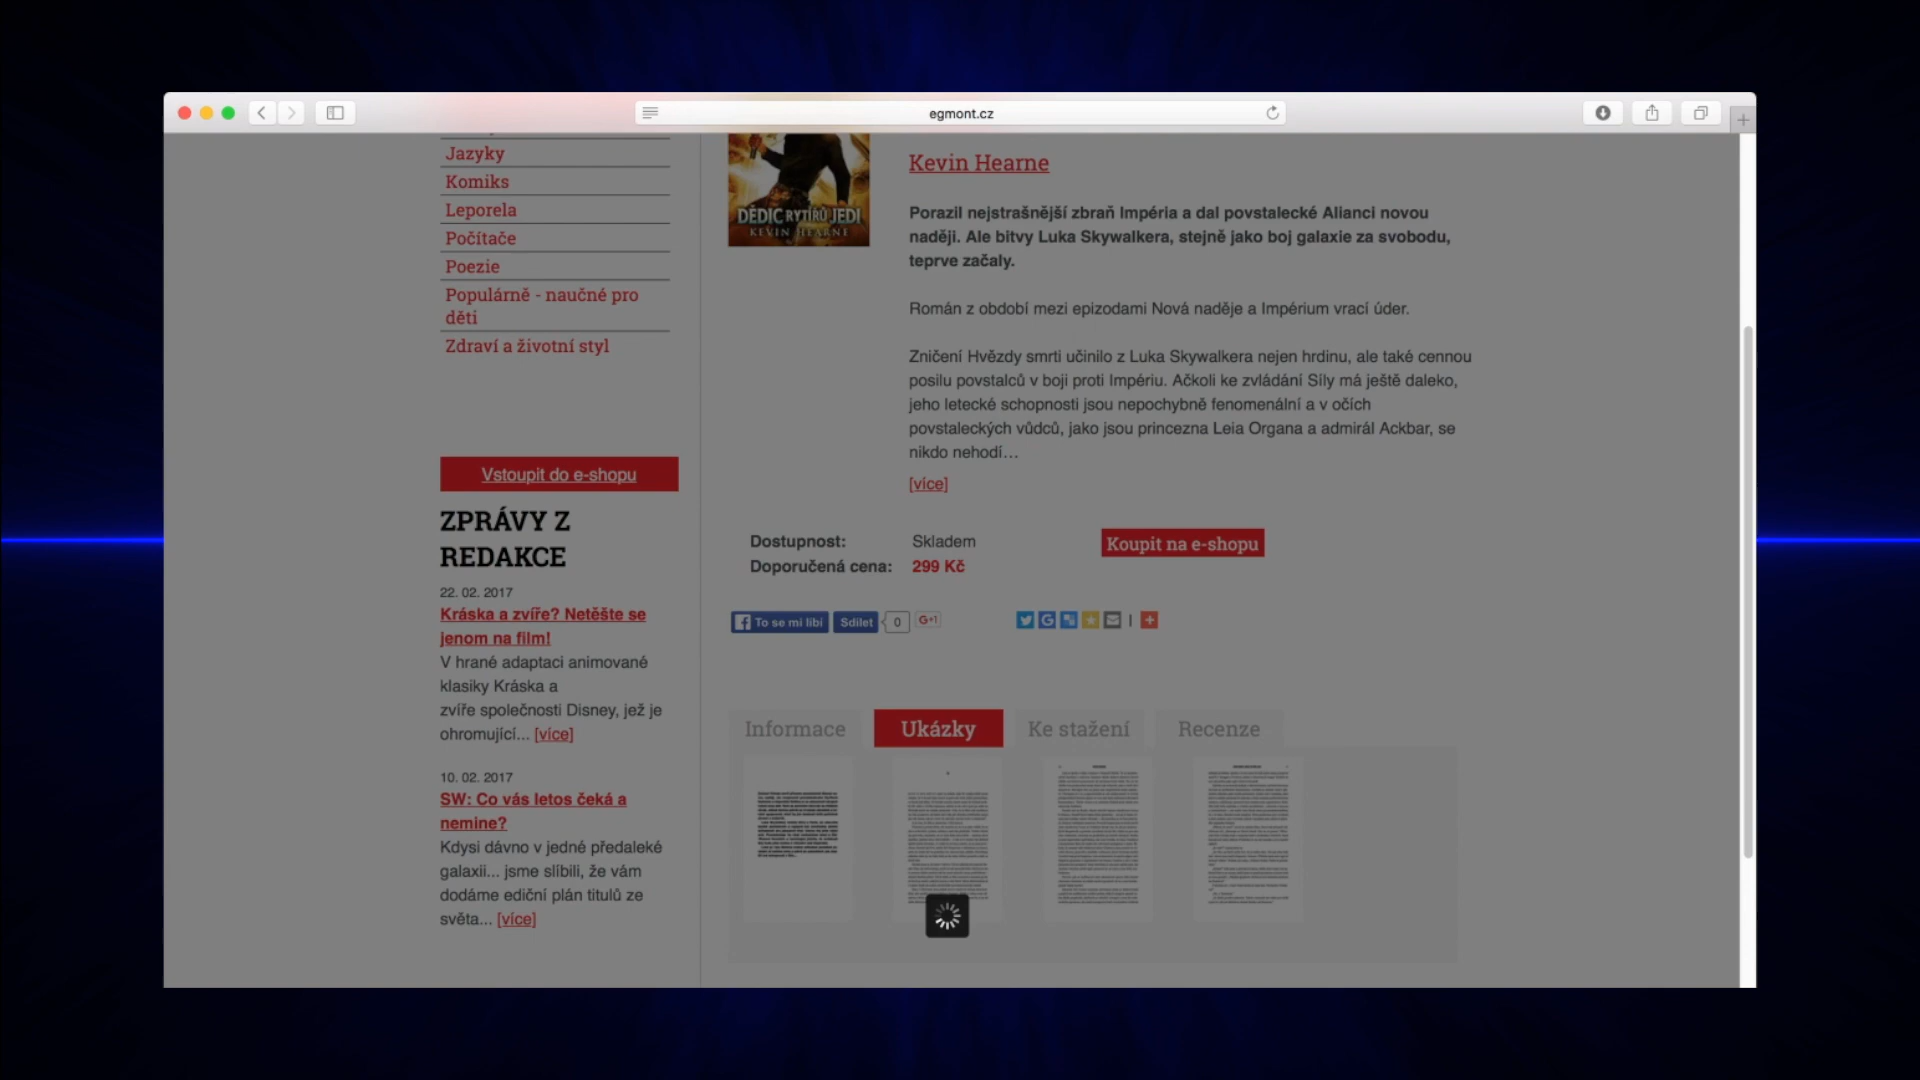 egmont.cz
Jazyky
Komiks
Leporela
Počítače
Poezie
Populárně - naučné pro
děti
Zdraví a životní styl
Vstoupit do e-shopu
ZPRÁVY Z
REDAKCE
22. 02. 2017
Kráska a zvíře? Netěšte se
jenom na film!
V hrané adaptaci animované
klasiky Kráska a
zvíře společnosti Disney, jež je
ohromující... [více]
10. 02. 2017
SW: Co vás letos čeká a
nemine?
Kdysi dávno v jedné předaleké
galaxii... jsme slíbili, že vám
dodáme ediční plán titulů ze
světa... [více]
DĚDIC RYTÍŘŮ JEDI
KEVIN HEARNE
Kevin Hearne
Porazil nejstrašnější zbraň Impéria a dal povstalecké Alianci novou
naději. Ale bitvy Luka Skywalkera, stejně jako boj galaxie za svobodu,
teprve začaly.
Román z období mezi epizodami Nová naděje a Impérium vrací úder.
Zničení Hvězdy smrti učinilo z Luka Skywalkera nejen hrdinu, ale také cennou
posilu povstalců v boji proti Impériu. Ačkoli ke zvládání Síly má ještě daleko,
jeho letecké schopnosti jsou nepochybně fenomenální a v očích
povstaleckých vůdců, jako jsou princezna Leia Organa a admirál Ackbar, se
nikdo nehodí…
[více]
Dostupnost: Skladem
Koupit na e-shopu
Doporučená cena: 299 Kč
To se mi líbí Sdílet 0 G+1
Informace Ukázky Ke stažení Recenze